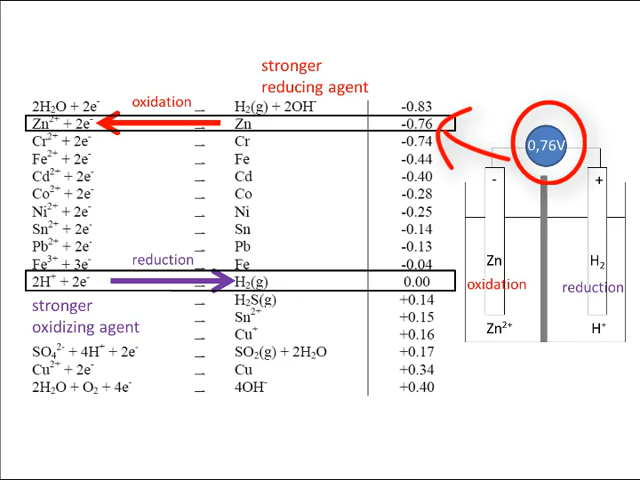 stronger
reducing agent
oxidation
2H₂O + 2e⁻ ⇌ H₂(g) + 2OH⁻ -0.83
Zn²⁺ + 2e⁻ Zn -0.76
Cr²⁺ + 2e⁻ ⇌ Cr -0.74
Fe²⁺ + 2e⁻ ⇌ Fe -0.44
Cd²⁺ + 2e⁻ ⇌ Cd -0.40
Co²⁺ + 2e⁻ ⇌ Co -0.28
Ni²⁺ + 2e⁻ ⇌ Ni -0.25
Sn²⁺ + 2e⁻ ⇌ Sn -0.14
Pb²⁺ + 2e⁻ ⇌ Pb -0.13
Fe³⁺ + 3e⁻ ⇌ Fe -0.04
reduction
2H⁺ + 2e⁻ H₂(g) 0.00
⇌ H₂S(g) +0.14
⇌ Sn²⁺ +0.15
⇌ Cu⁺ +0.16
stronger
oxidizing agent
SO₄²⁻ + 4H⁺ + 2e⁻ ⇌ SO₂(g) + 2H₂O +0.17
Cu²⁺ + 2e⁻ ⇌ Cu +0.34
2H₂O + O₂ + 4e⁻ ⇌ 4OH⁻ +0.40
0,76V
- +
Zn H₂
oxidation reduction
Zn²⁺ H⁺